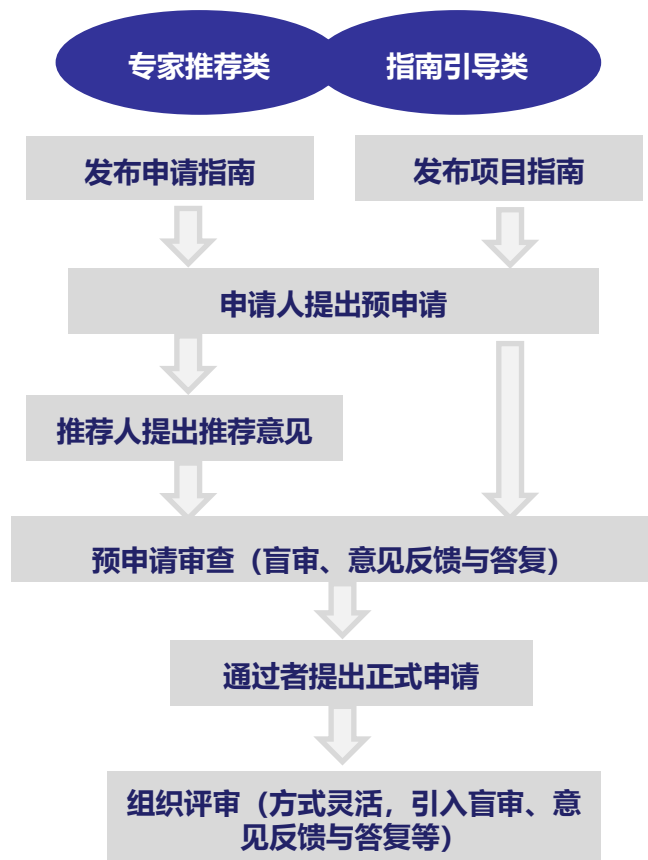 专家推荐类
指南引导类
发布申请指南
发布项目指南
申请人提出预申请
推荐人提出推荐意见
预申请审查（盲审、意见反馈与答复）
通过者提出正式申请
组织评审（方式灵活，引入盲审、意
见反馈与答复等）